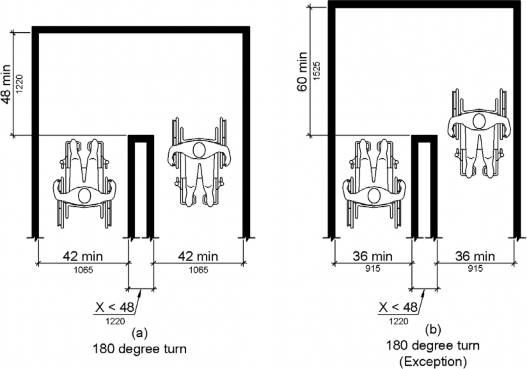 48 min
1220
42 min
1065
42 min
1065
X < 48
1220
(a)
180 degree turn
60 min
1525
36 min
915
36 min
915
X < 48
1220
(b)
180 degree turn
(Exception)